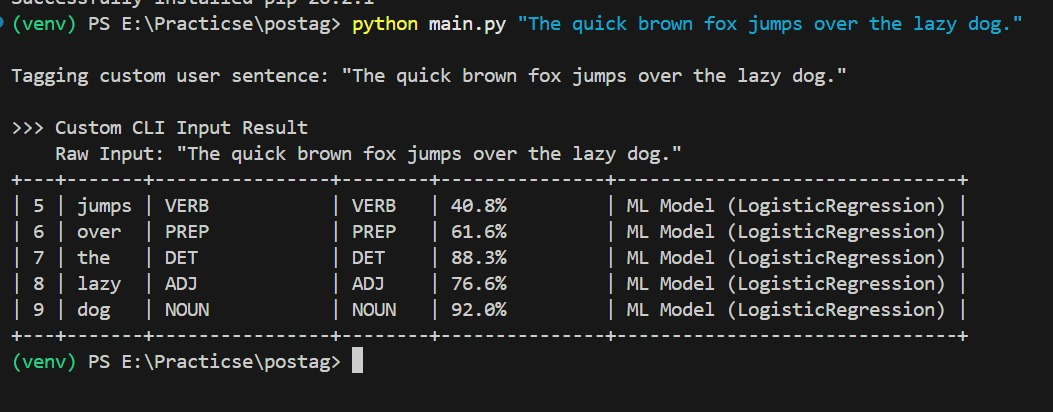 Successfully installed pip 26.2.1
(venv) PS E:\Practicse\postag> python main.py "The quick brown fox jumps over the lazy dog."
Tagging custom user sentence: "The quick brown fox jumps over the lazy dog."
>>> Custom CLI Input Result
    Raw Input: "The quick brown fox jumps over the lazy dog."
+---+-------+----------------+--------+---------------+-------------------------------+
| 5 | jumps | VERB           | VERB   | 40.8%         | ML Model (LogisticRegression) |
| 6 | over  | PREP           | PREP   | 61.6%         | ML Model (LogisticRegression) |
| 7 | the   | DET            | DET    | 88.3%         | ML Model (LogisticRegression) |
| 8 | lazy  | ADJ            | ADJ    | 76.6%         | ML Model (LogisticRegression) |
| 9 | dog   | NOUN           | NOUN   | 92.0%         | ML Model (LogisticRegression) |
+---+-------+----------------+--------+---------------+-------------------------------+
(venv) PS E:\Practicse\postag>